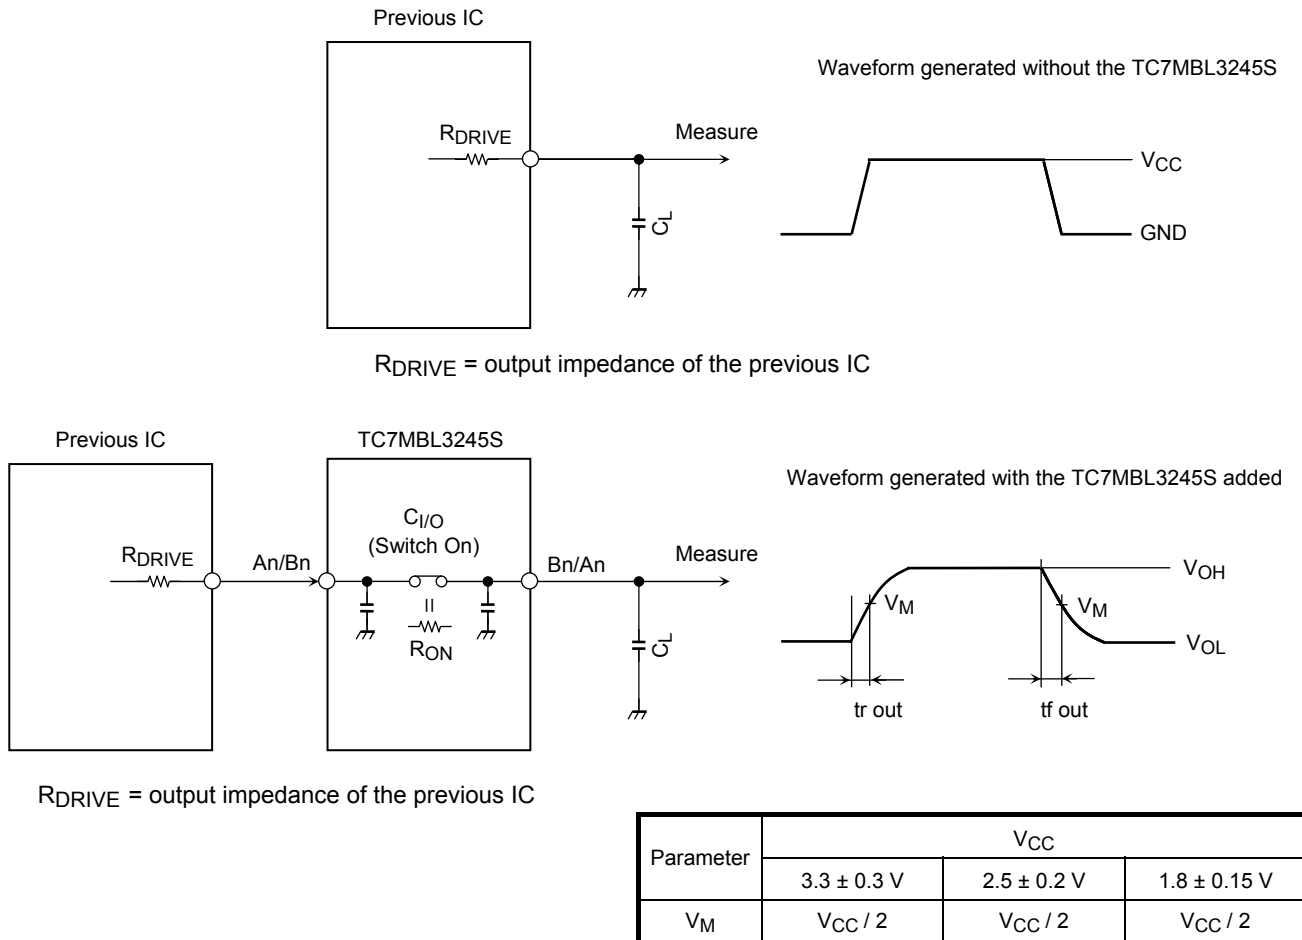 Previous IC
Waveform generated without the TC7MBL3245S
RDRIVE
Measure
CL
VCC
GND
RDRIVE = output impedance of the previous IC
Previous IC
TC7MBL3245S
Waveform generated with the TC7MBL3245S added
CI/O
(Switch On)
RDRIVE
An/Bn
Bn/An
Measure
RON
CL
VOH
VM
VM
VOL
tr out
tf out
RDRIVE = output impedance of the previous IC
Parameter
VCC
3.3 ± 0.3 V
2.5 ± 0.2 V
1.8 ± 0.15 V
VM
VCC / 2
VCC / 2
VCC / 2